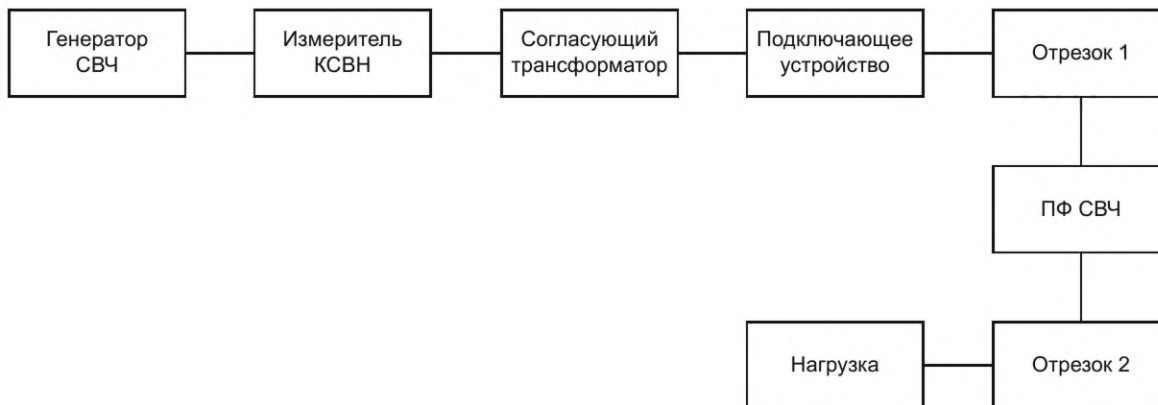 Генератор
СВЧ
Измеритель
КСВН
Согласующий
трансформатор
Подключающее
устройство
Отрезок 1
ПФ СВЧ
Нагрузка
Отрезок 2